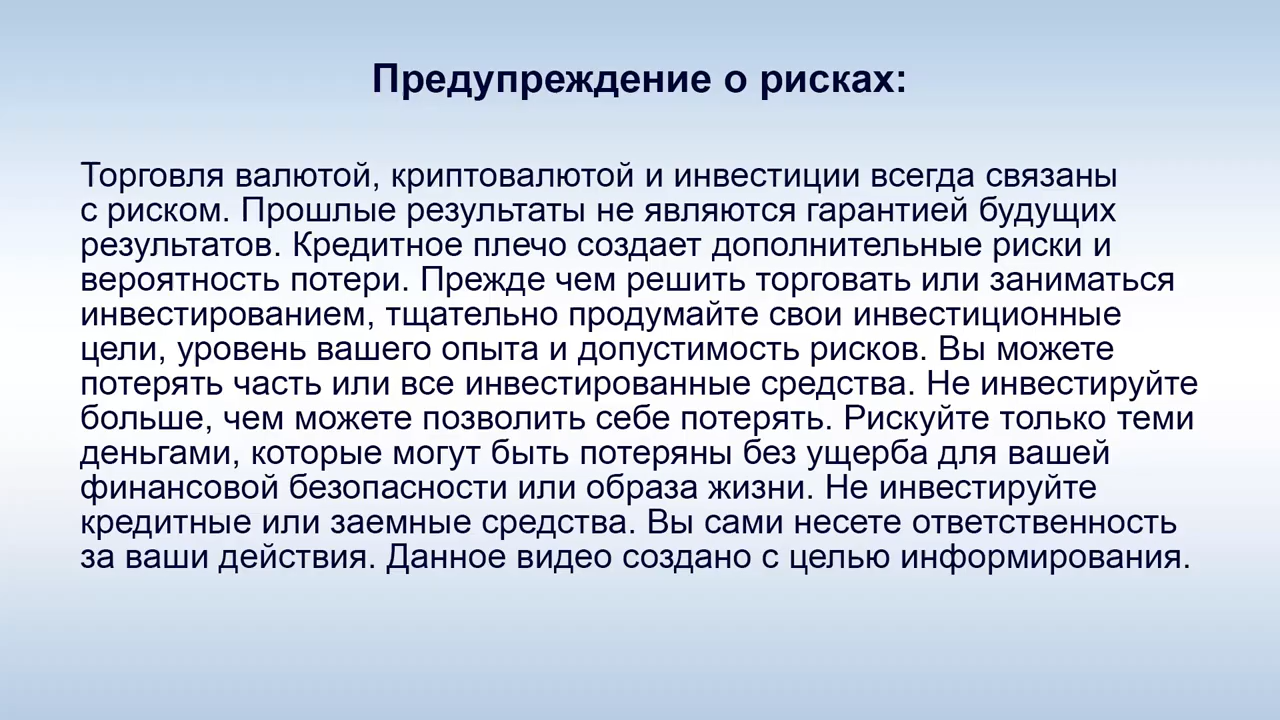 Предупреждение о рисках:
Торговля валютой, криптовалютой и инвестиции всегда связаны
с риском. Прошлые результаты не являются гарантией будущих
результатов. Кредитное плечо создает дополнительные риски и
вероятность потери. Прежде чем решить торговать или заниматься
инвестированием, тщательно продумайте свои инвестиционные
цели, уровень вашего опыта и допустимость рисков. Вы можете
потерять часть или все инвестированные средства. Не инвестируйте
больше, чем можете позволить себе потерять. Рискуйте только теми
деньгами, которые могут быть потеряны без ущерба для вашей
финансовой безопасности или образа жизни. Не инвестируйте
кредитные или заемные средства. Вы сами несете ответственность
за ваши действия. Данное видео создано с целью информирования.